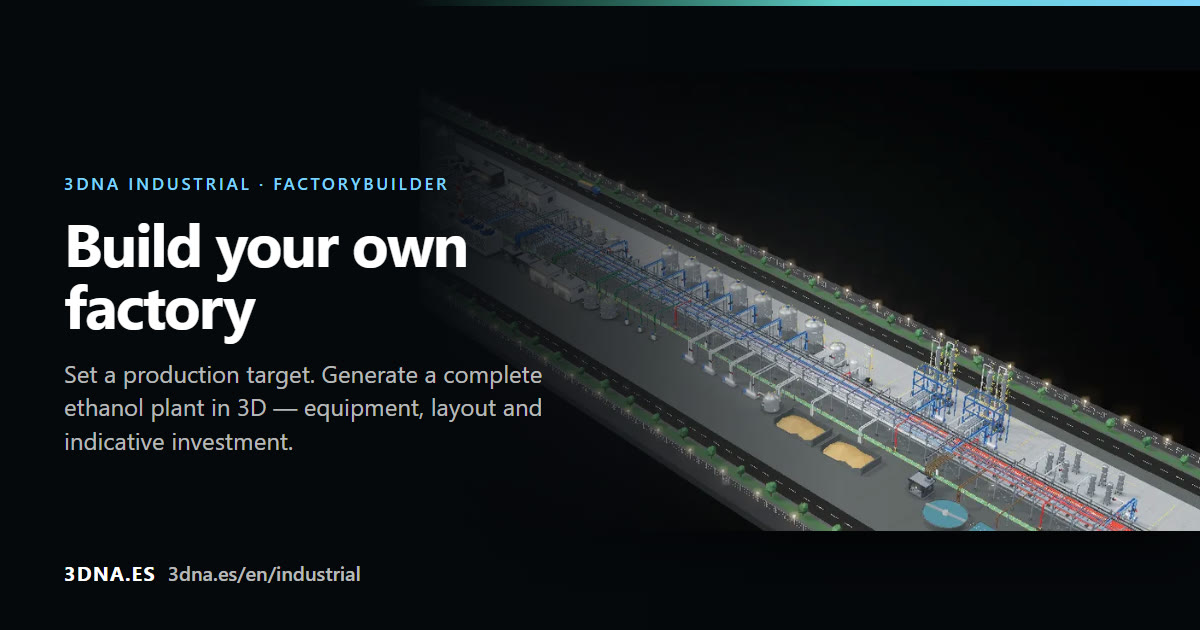 3DNA INDUSTRIAL · FACTORYBUILDER
Build your own
factory
Set a production target. Generate a complete
ethanol plant in 3D — equipment, layout and
indicative investment.
3DNA.ES 3dna.es/en/industrial